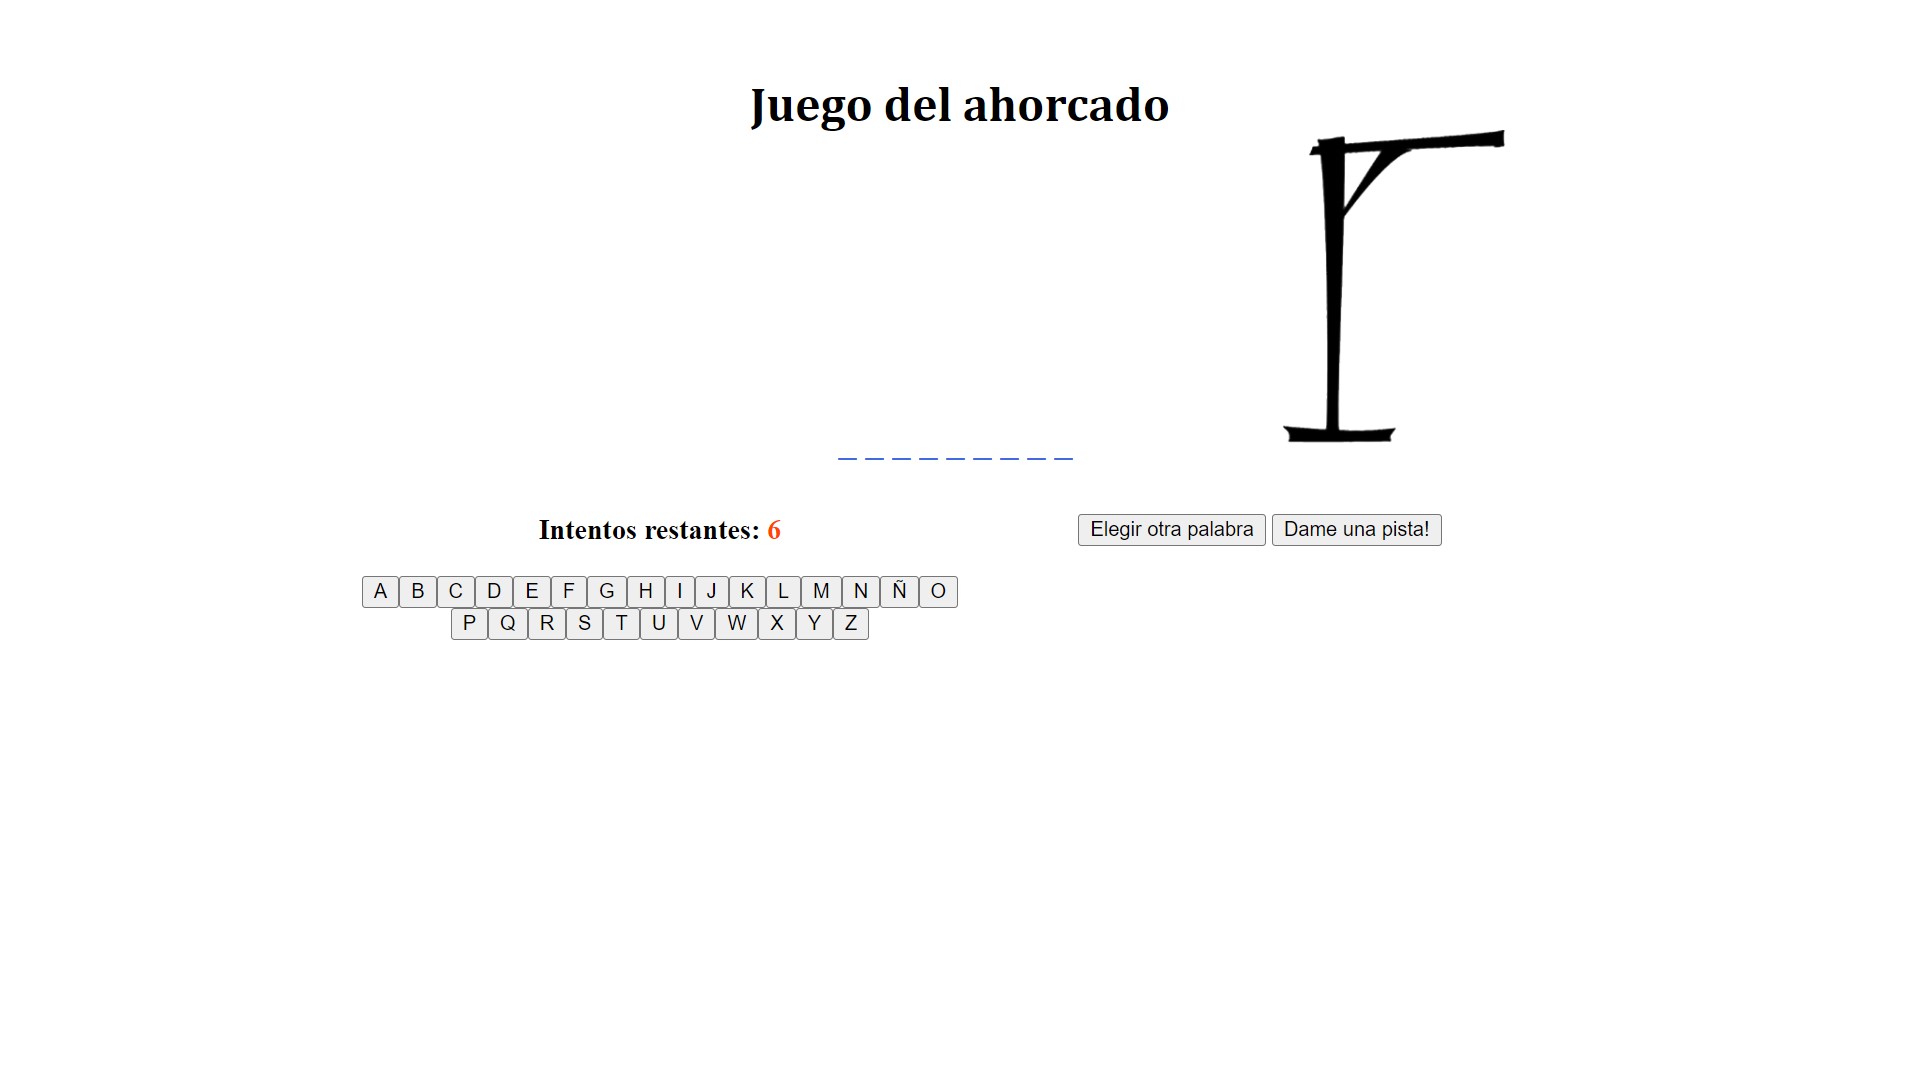 Juego del ahorcado
_ _ _ _ _ _ _ _ _
Intentos restantes: 6
Elegir otra palabra Dame una pista!
A B C D E F G H I J K L M N Ñ O
P Q R S T U V W X Y Z